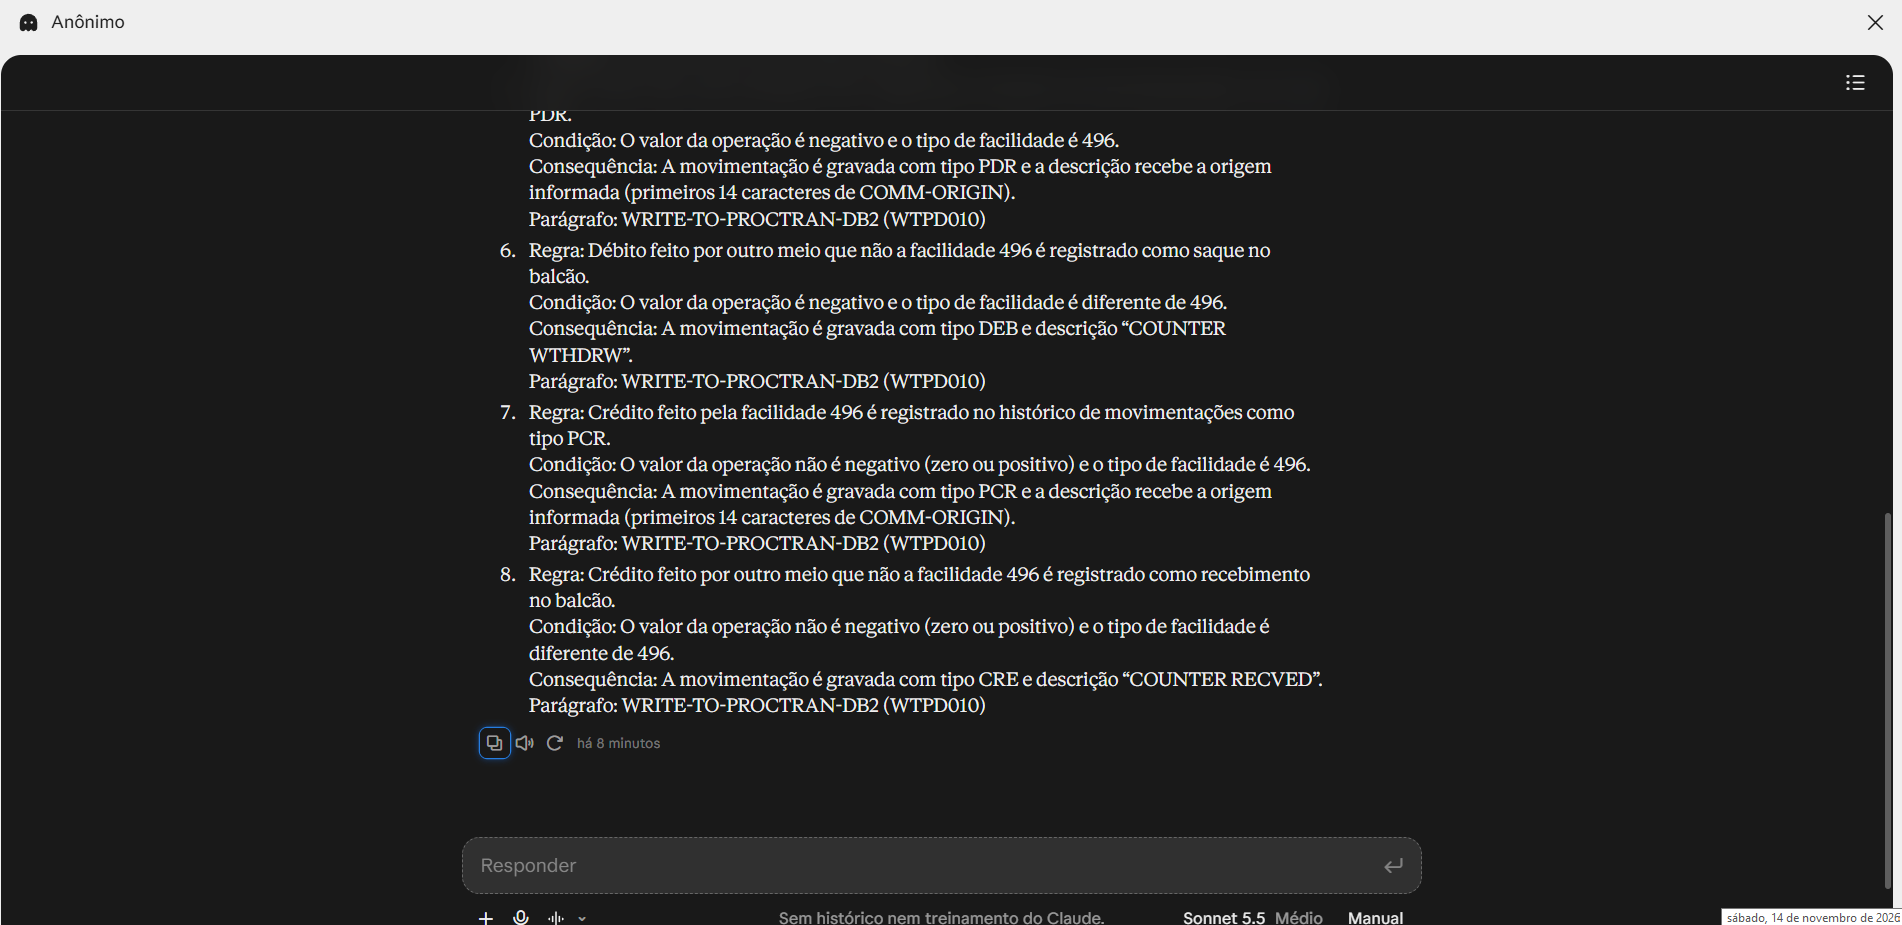 Anônimo
PDR.
Condição: O valor da operação é negativo e o tipo de facilidade é 496.
Consequência: A movimentação é gravada com tipo PDR e a descrição recebe a origem
informada (primeiros 14 caracteres de COMM-ORIGIN).
Parágrafo: WRITE-TO-PROCTRAN-DB2 (WTPD010)
6. Regra: Débito feito por outro meio que não a facilidade 496 é registrado como saque no
balcão.
Condição: O valor da operação é negativo e o tipo de facilidade é diferente de 496.
Consequência: A movimentação é gravada com tipo DEB e descrição “COUNTER
WTHDRW”.
Parágrafo: WRITE-TO-PROCTRAN-DB2 (WTPD010)
7. Regra: Crédito feito pela facilidade 496 é registrado no histórico de movimentações como
tipo PCR.
Condição: O valor da operação não é negativo (zero ou positivo) e o tipo de facilidade é 496.
Consequência: A movimentação é gravada com tipo PCR e a descrição recebe a origem
informada (primeiros 14 caracteres de COMM-ORIGIN).
Parágrafo: WRITE-TO-PROCTRAN-DB2 (WTPD010)
8. Regra: Crédito feito por outro meio que não a facilidade 496 é registrado como recebimento
no balcão.
Condição: O valor da operação não é negativo (zero ou positivo) e o tipo de facilidade é
diferente de 496.
Consequência: A movimentação é gravada com tipo CRE e descrição “COUNTER RECVED”.
Parágrafo: WRITE-TO-PROCTRAN-DB2 (WTPD010)
há 8 minutos
Responder
Sem histórico nem treinamento do Claude. Sonnet 5.5 Médio Manual
sábado, 14 de novembro de 2026